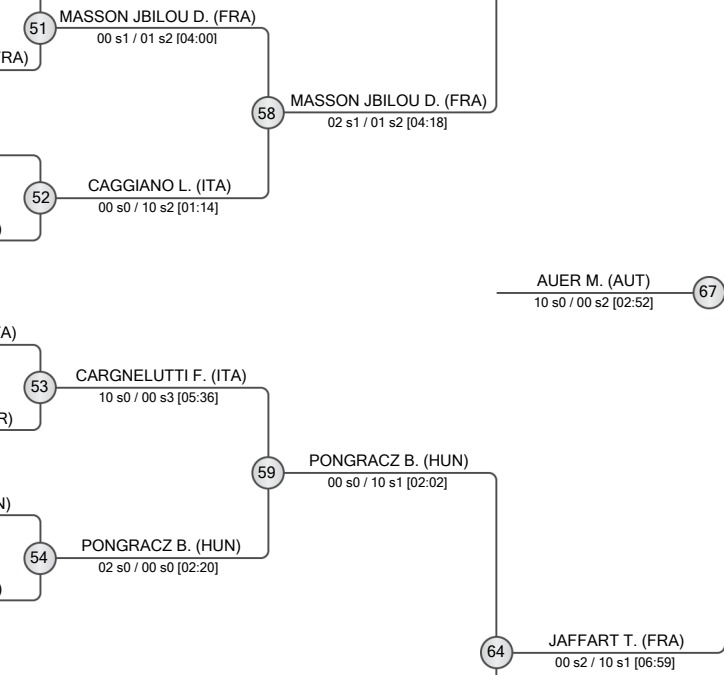 51
MASSON JBILOU D. (FRA)
00 s1 / 01 s2 [04:00]
RA)
58
MASSON JBILOU D. (FRA)
02 s1 / 01 s2 [04:18]
52
CAGGIANO L. (ITA)
00 s0 / 10 s2 [01:14]
)
AUER M. (AUT)
10 s0 / 00 s2 [02:52]
67
A)
53
CARGNELUTTI F. (ITA)
10 s0 / 00 s3 [05:36]
R)
59
PONGRACZ B. (HUN)
00 s0 / 10 s1 [02:02]
N)
54
PONGRACZ B. (HUN)
02 s0 / 00 s0 [02:20]
)
64
JAFFART T. (FRA)
00 s2 / 10 s1 [06:59]